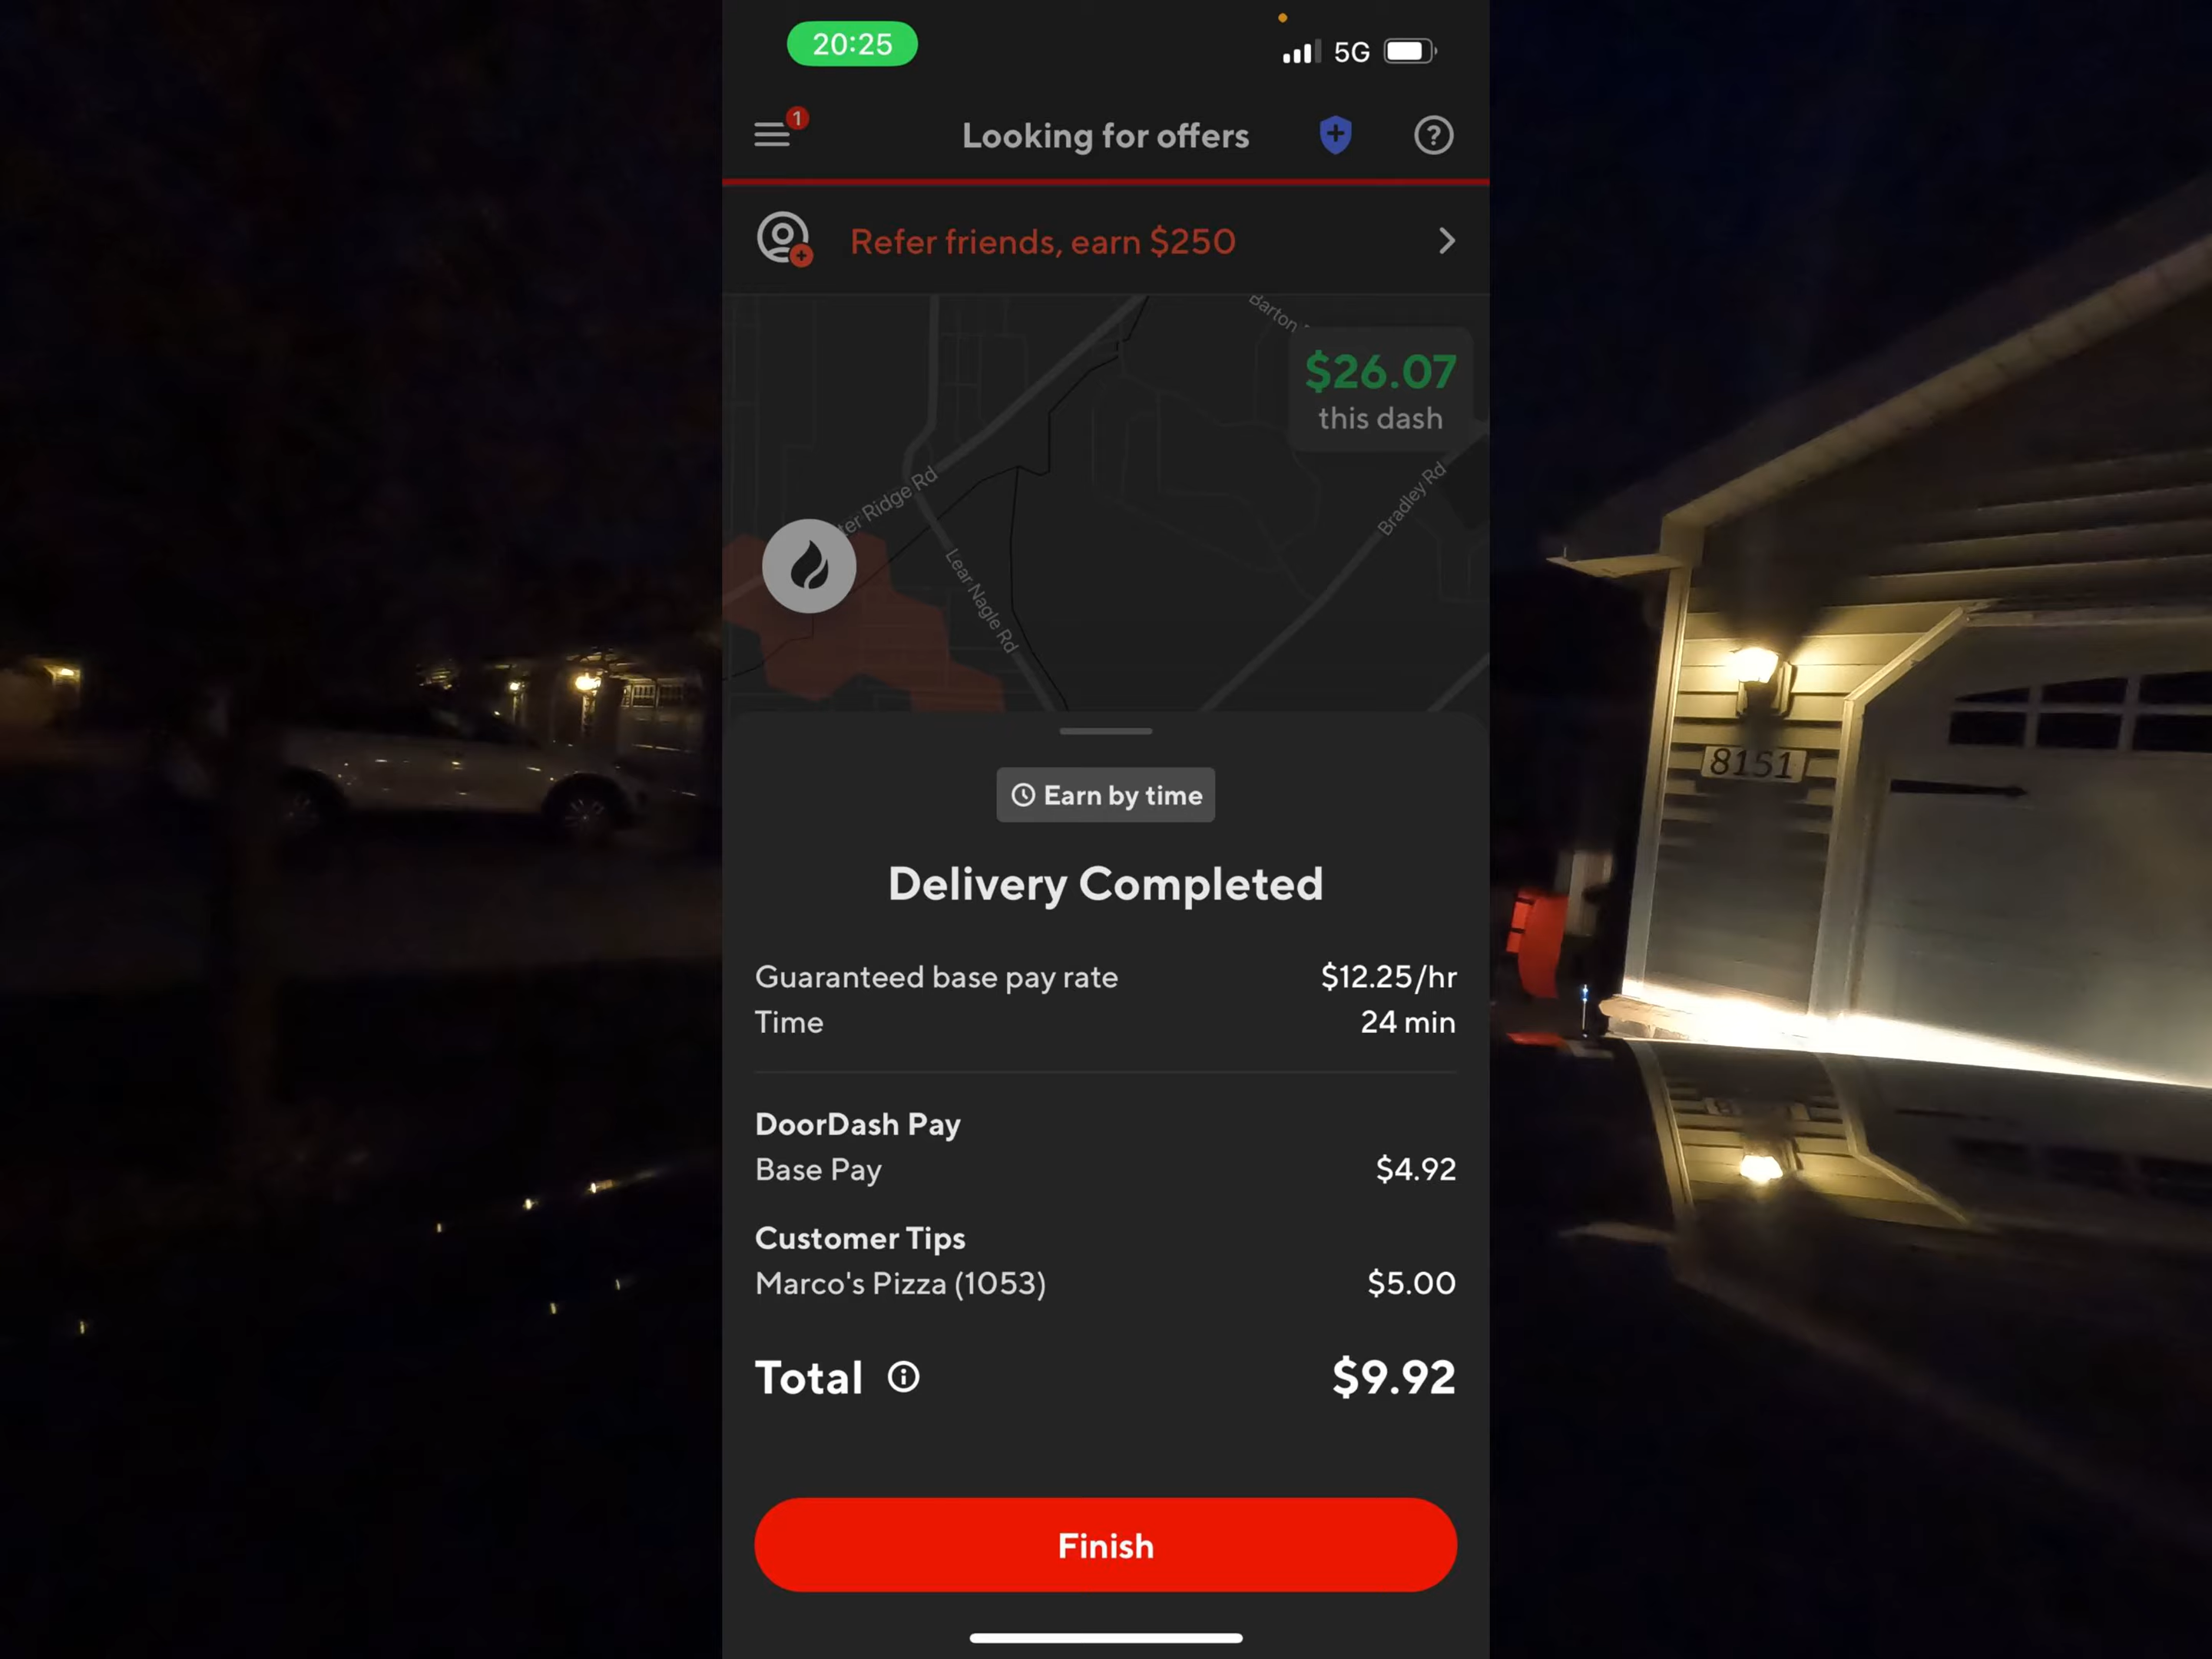 20:25
5G
1
Looking for offers
Refer friends, earn $250
Barton
$26.07
this dash
ter Ridge Rd
Bradley Rd
Lear Nagle Rd
Earn by time
Delivery Completed
Guaranteed base pay rate $12.25/hr
Time 24 min
DoorDash Pay
Base Pay $4.92
Customer Tips
Marco's Pizza (1053) $5.00
Total $9.92
Finish
8151